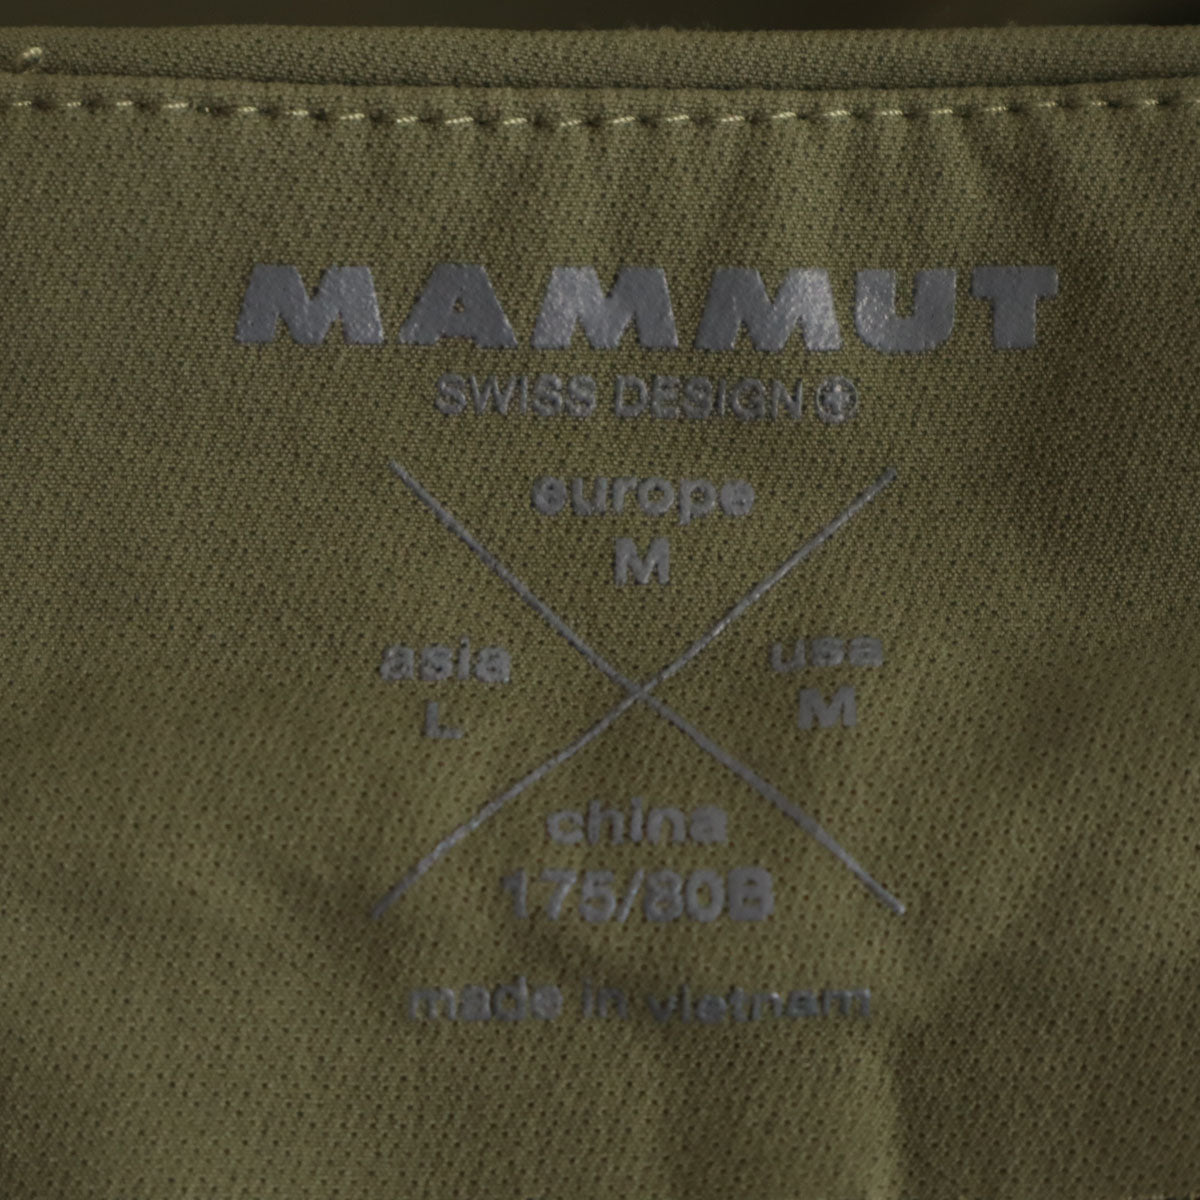 MAMMUT
SWISS DESIGN
europe
M
asia
L
usa
M
china
175/80B
made in vietnam